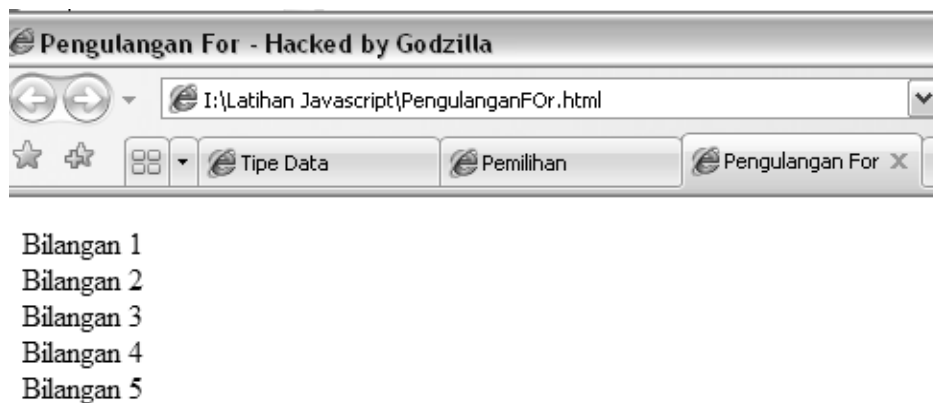 Pengulangan For - Hacked by Godzilla
I:\Latihan Javascript\PengulanganFOr.html
Tipe Data
Pemilihan
Pengulangan For
Bilangan 1
Bilangan 2
Bilangan 3
Bilangan 4
Bilangan 5